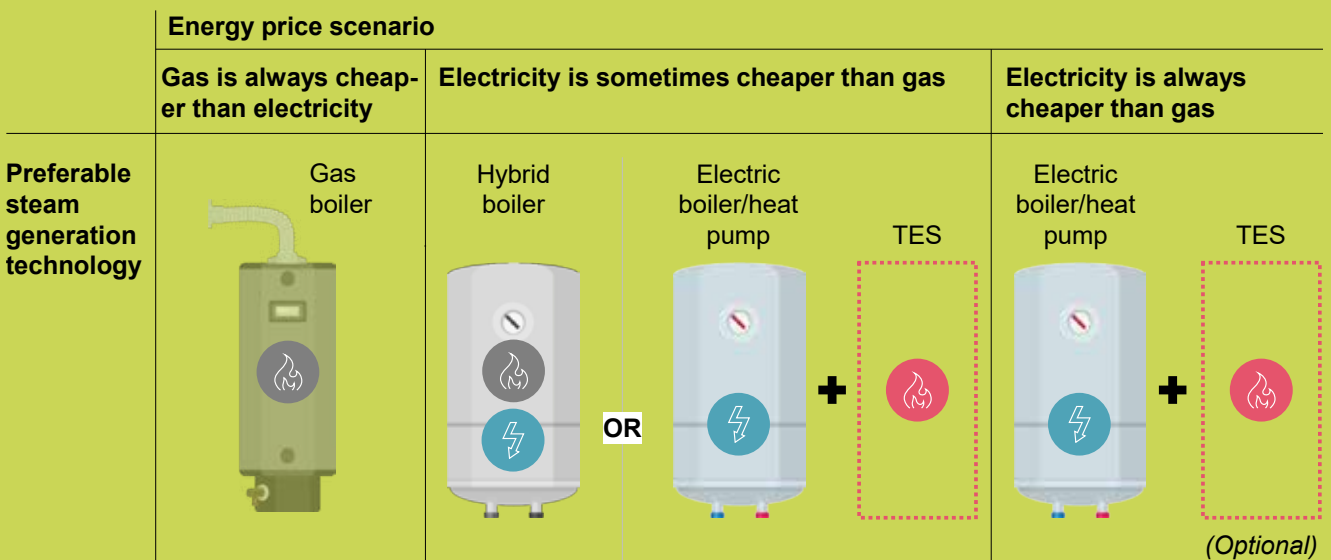 Energy price scenario
Gas is always cheap-
er than electricity
Electricity is sometimes cheaper than gas
Electricity is always
cheaper than gas
Preferable
steam
generation
technology
Gas
boiler
Hybrid
boiler
OR
Electric
boiler/heat
pump
TES
Electric
boiler/heat
pump
TES
(Optional)